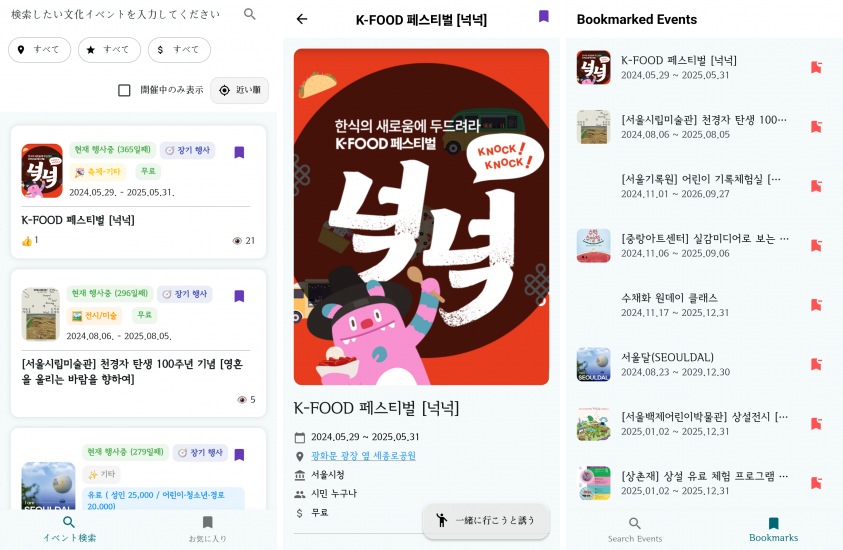 検索したい文化イベントを入力してください
すべて
すべて
$ すべて
開催中のみ表示
近い順
현재 행사중 (365일째)
장기 행사
축제-기타
무료
2024.05.29. - 2025.05.31.
K-FOOD 페스티벌 [넉넉]
1
21
현재 행사중 (296일째)
장기 행사
전시/미술
무료
2024.08.06. - 2025.08.05.
[서울시립미술관] 천경자 탄생 100주년 기념 [영혼
을 울리는 바람을 향하여]
5
현재 행사중 (279일째)
장기 행사
기타
SEOULDAL
유료 ( 성인 25,000 / 어린이·청소년·경로
20,000)
イベント検索
お気に入り
K-FOOD 페스티벌 [넉넉]
한식의 새로움에 두드려라
K-FOOD 페스티벌
KNOCK!
KNOCK!
넉넉
K-FOOD 페스티벌 [넉넉]
2024.05.29 ~ 2025.05.31
광화문 광장 옆 세종로공원
서울시청
시민 누구나
$ 무료
一緒に行こうと誘う
Bookmarked Events
K-FOOD 페스티벌 [넉넉]
2024.05.29 ~ 2025.05.31
[서울시립미술관] 천경자 탄생 100...
2024.08.06 ~ 2025.08.05
[서울기록원] 어린이 기록체험실 [...
2024.11.01 ~ 2026.09.27
[중랑아트센터] 실감미디어로 보는 ...
2024.11.06 ~ 2025.09.06
수채화 원데이 클래스
2024.11.17 ~ 2025.12.31
서울달(SEOULDAL)
2024.08.23 ~ 2029.12.30
SEOULDAL
[서울백제어린이박물관] 상설전시 [...
2025.01.02 ~ 2025.12.31
[상촌재] 상설 유료 체험 프로그램 ...
2025.01.02 ~ 2025.12.31
Search Events
Bookmarks